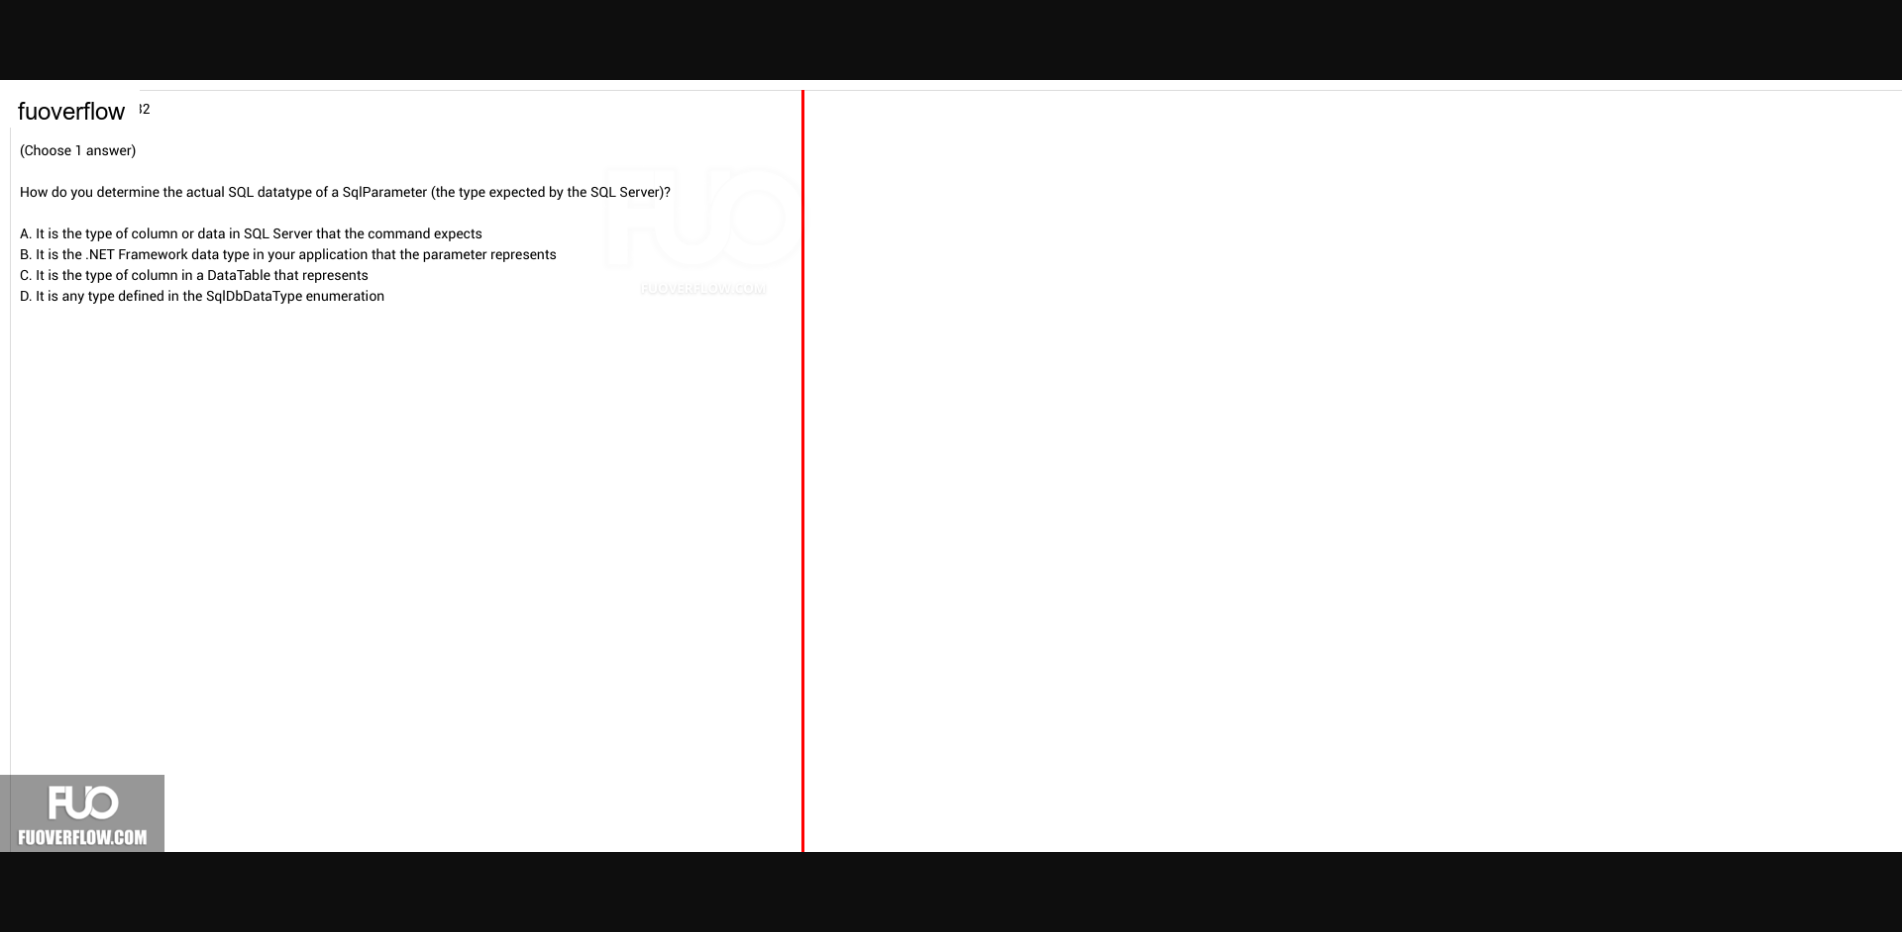 fuoverflow
32
(Choose 1 answer)
How do you determine the actual SQL datatype of a SqlParameter (the type expected by the SQL Server)?
A. It is the type of column or data in SQL Server that the command expects
B. It is the .NET Framework data type in your application that the parameter represents
C. It is the type of column in a DataTable that represents
D. It is any type defined in the SqlDbDataType enumeration
FUO
FUOVERFLOW.COM
FUO
FUOVERFLOW.COM